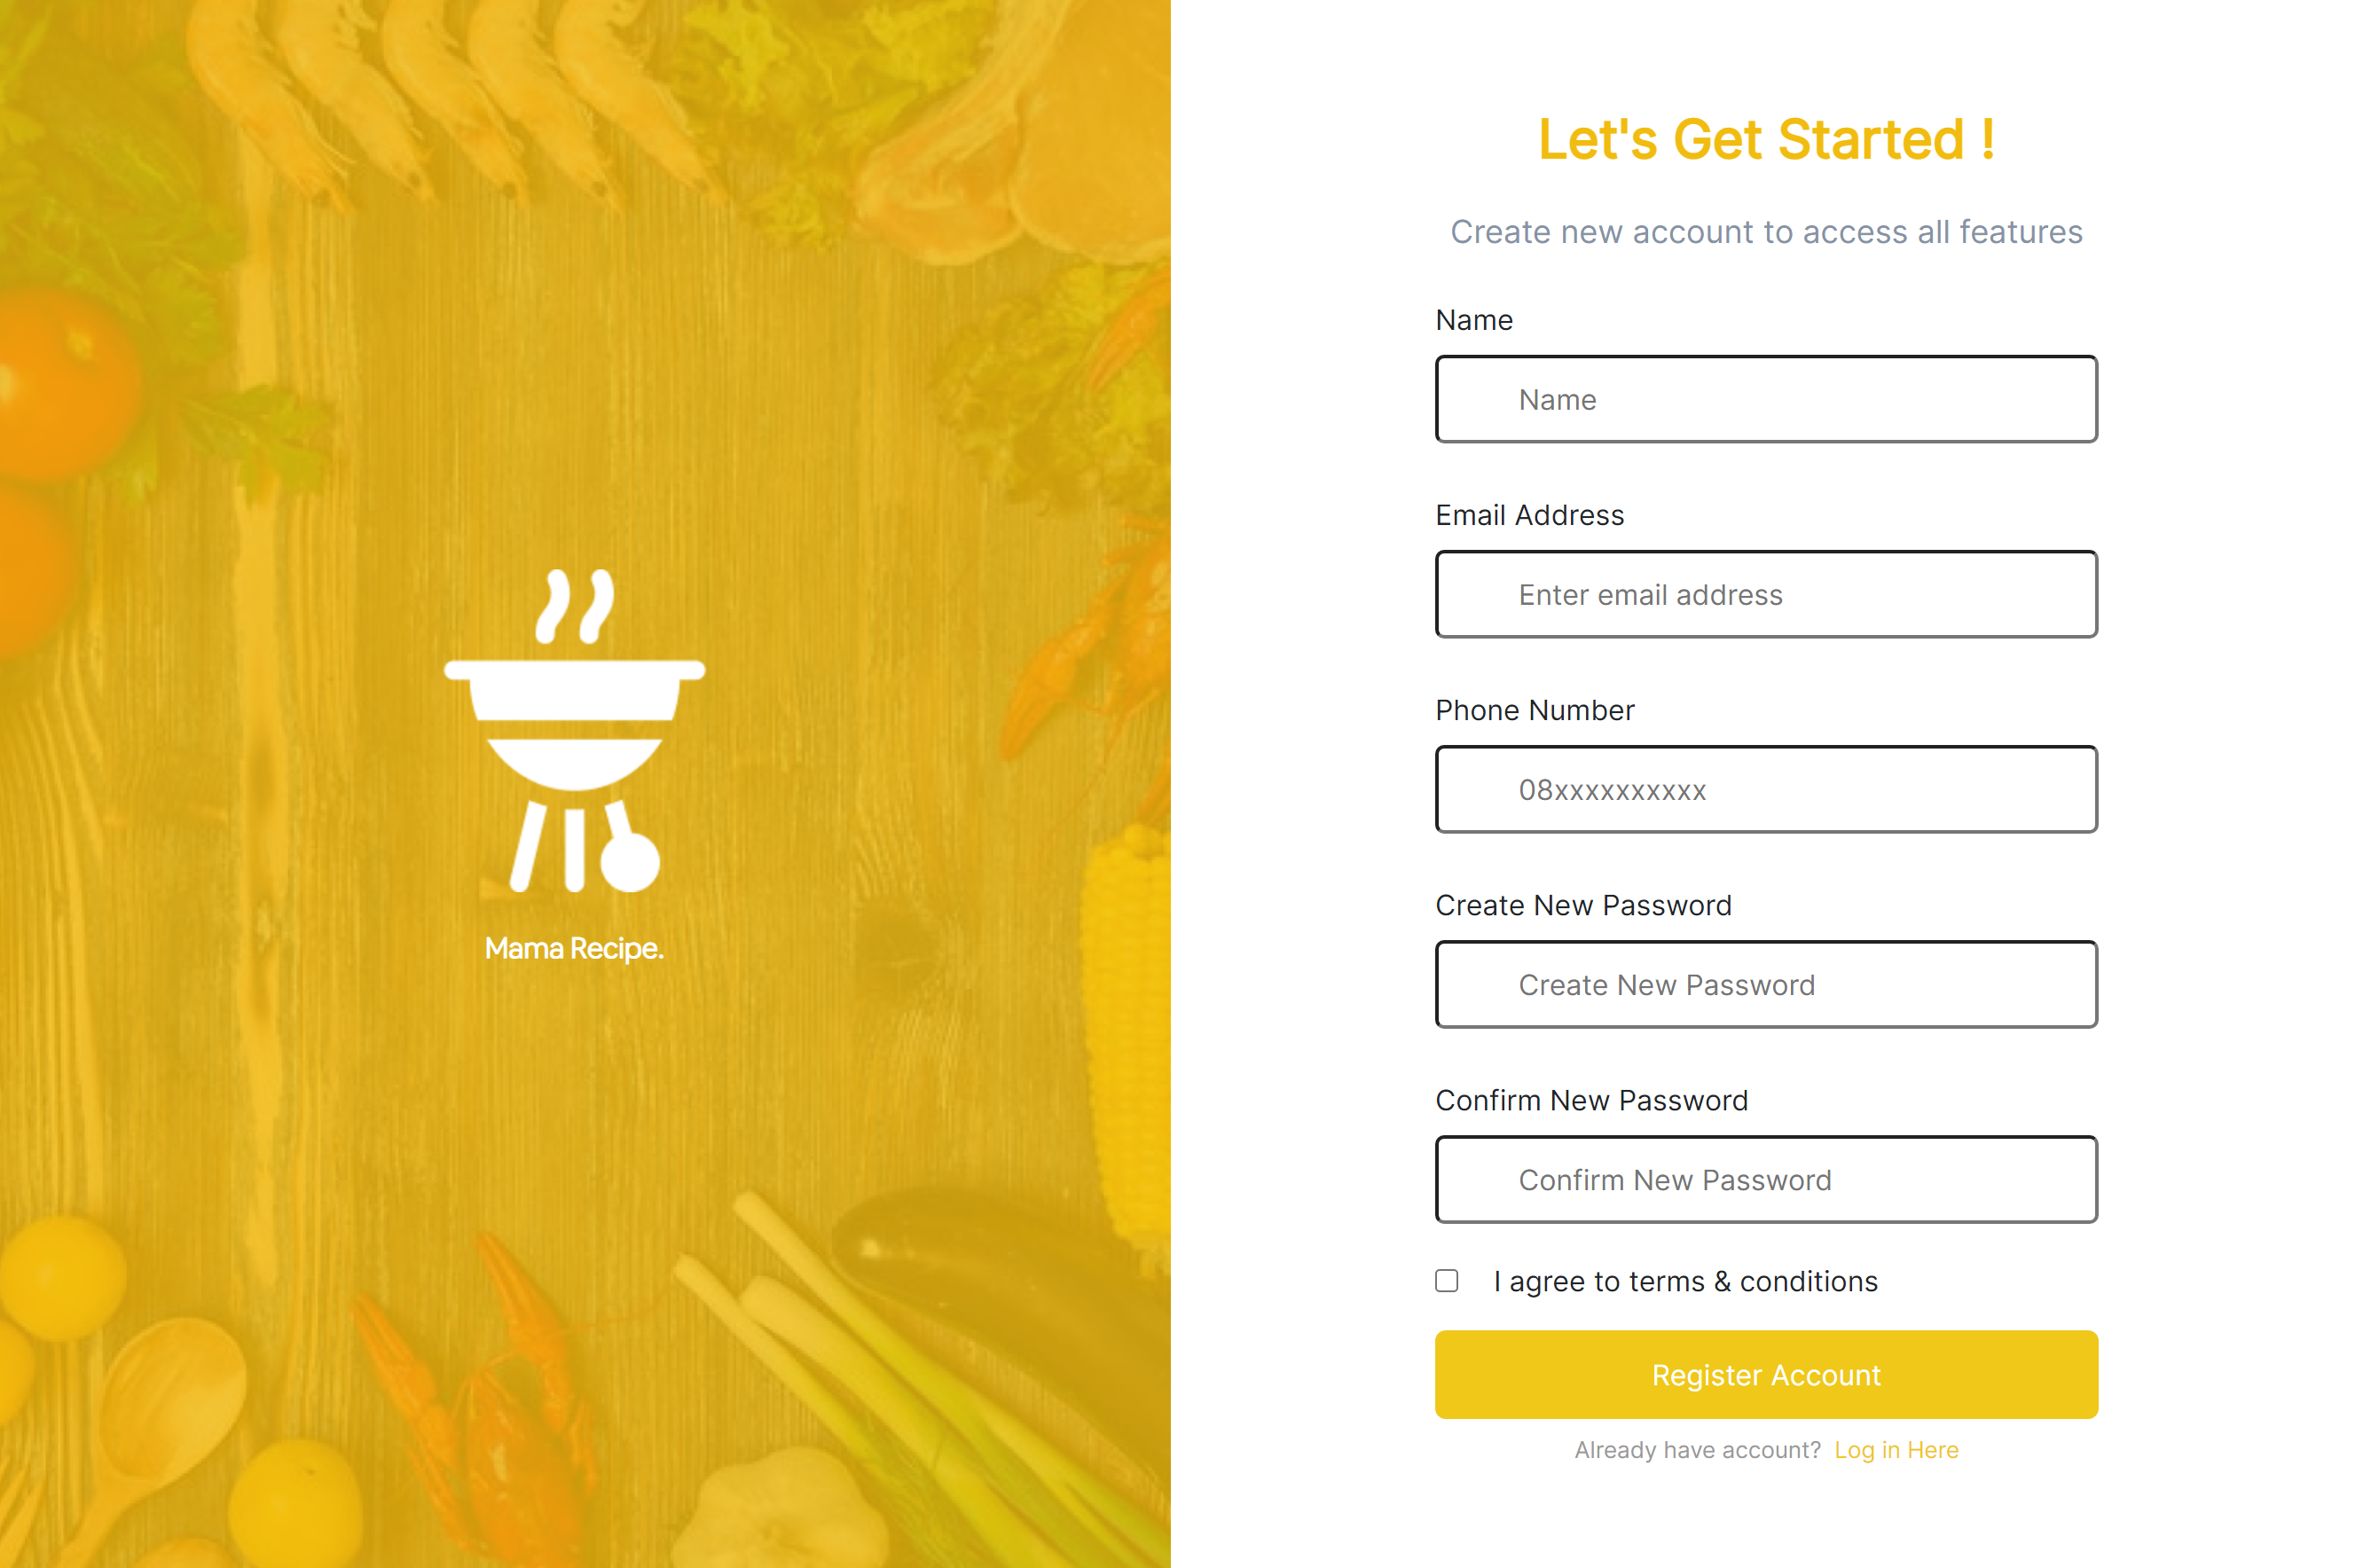 Mama Recipe.
Let's Get Started !
Create new account to access all features
Name
Name
Email Address
Enter email address
Phone Number
08xxxxxxxxxx
Create New Password
Create New Password
Confirm New Password
Confirm New Password
I agree to terms & conditions
Register Account
Already have account? Log in Here